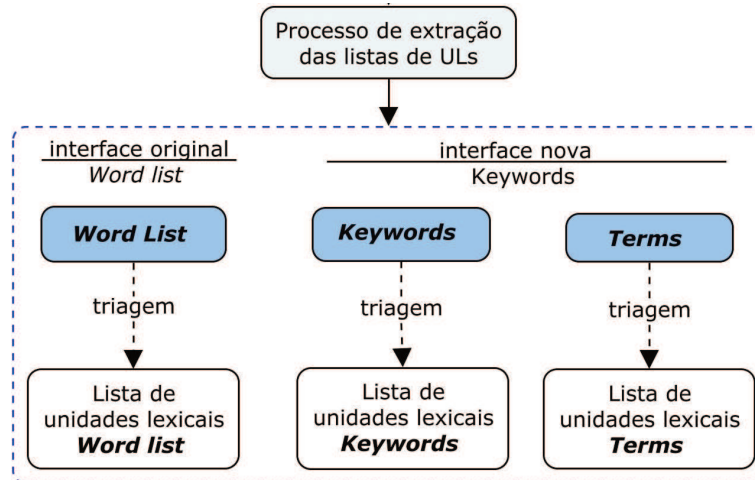 Processo de extração
das listas de ULs
interface original
Word list
interface nova
Keywords
Word List
Keywords
Terms
triagem
triagem
triagem
Lista de
unidades lexicais
Word list
Lista de
unidades lexicais
Keywords
Lista de
unidades lexicais
Terms